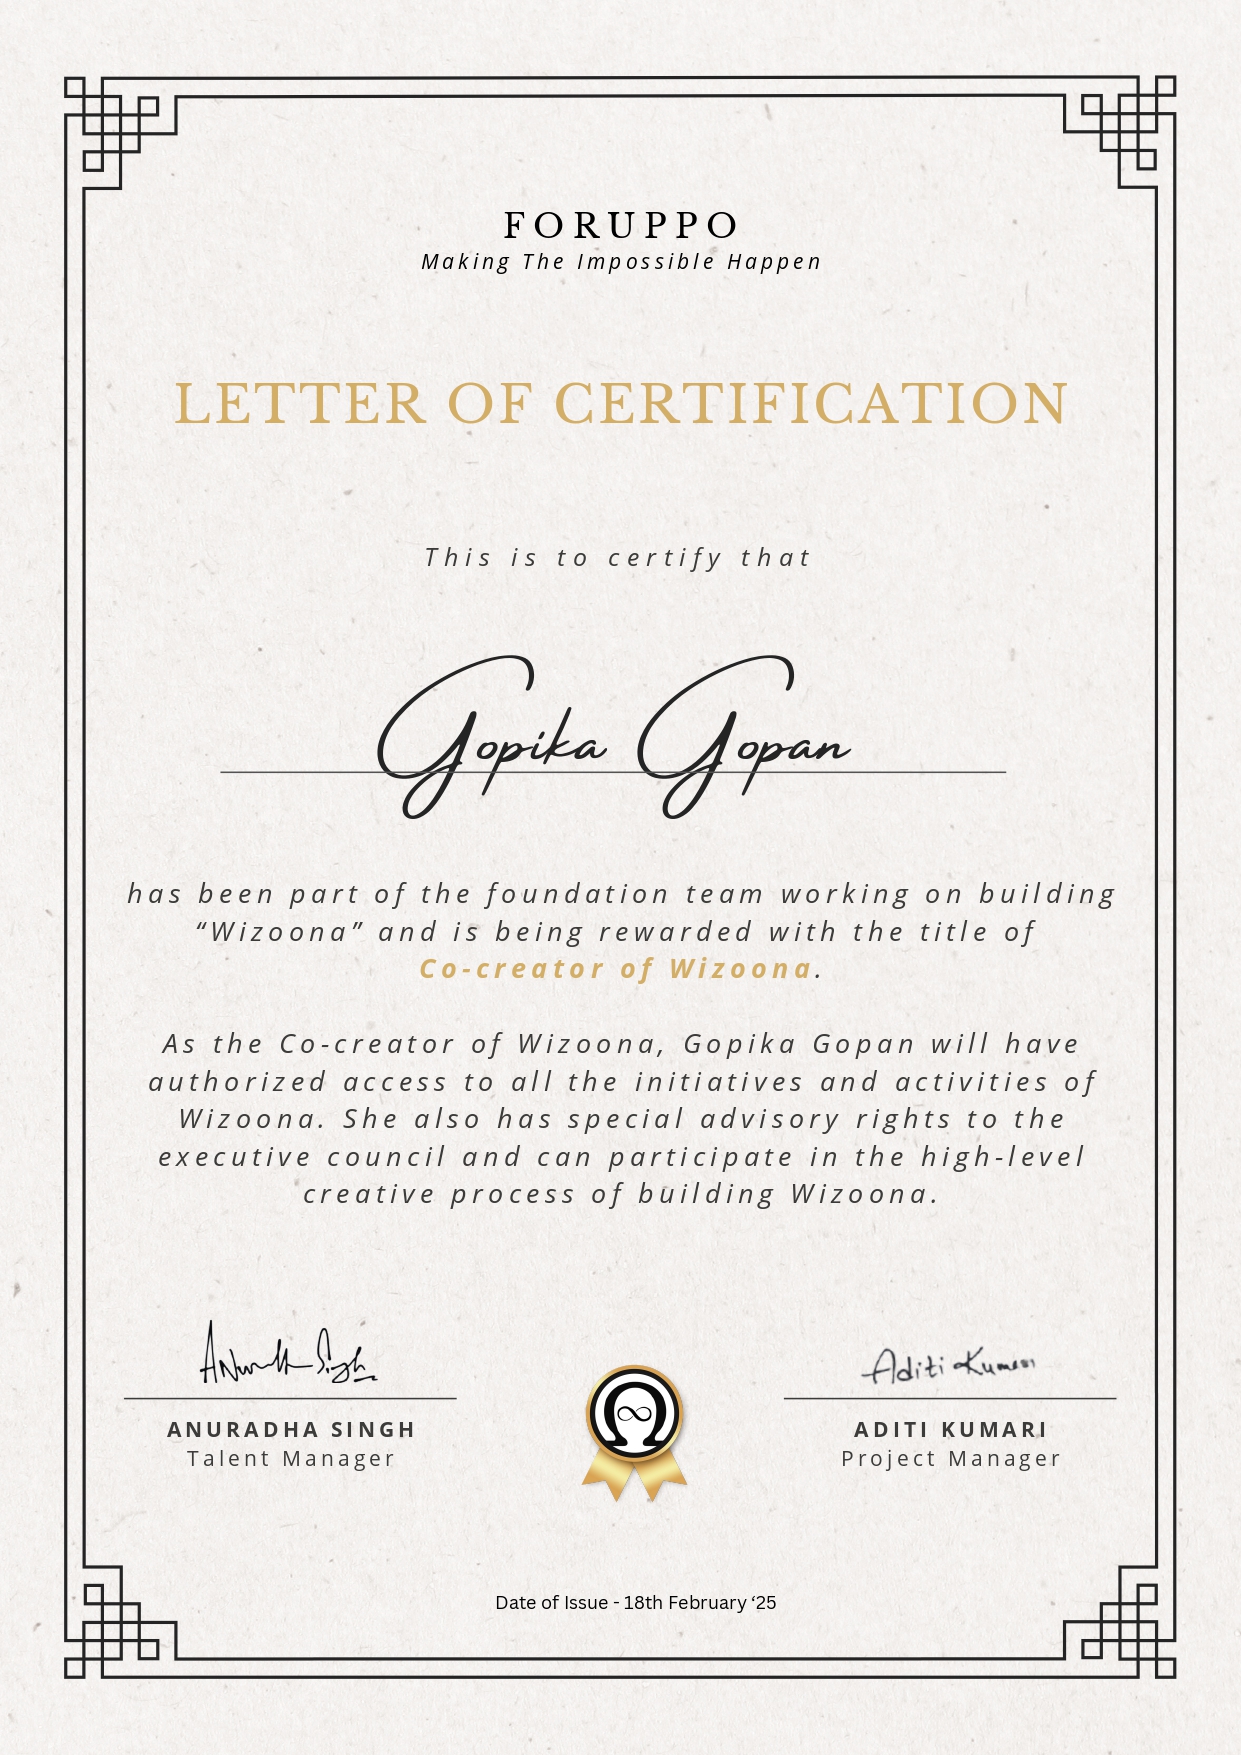 FORUPPO
Making The Impossible Happen
LETTER OF CERTIFICATION
This is to certify that
Gopika Gopan
has been part of the foundation team working on building
“Wizoona” and is being rewarded with the title of
Co-creator of Wizoona.
As the Co-creator of Wizoona, Gopika Gopan will have
authorized access to all the initiatives and activities of
Wizoona. She also has special advisory rights to the
executive council and can participate in the high-level
creative process of building Wizoona.
Anuradha Singh
Aditi Kumari
ANURADHA SINGH
Talent Manager
ADITI KUMARI
Project Manager
Date of Issue - 18th February ‘25